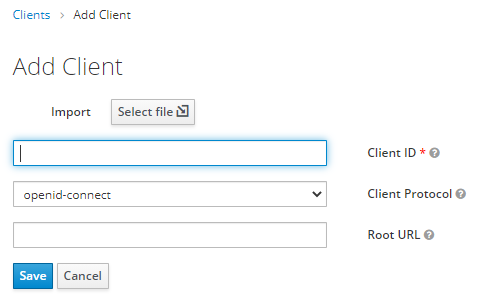 Clients > Add Client
Add Client
Import Select file
Client ID *
openid-connect Client Protocol
Root URL
Save Cancel